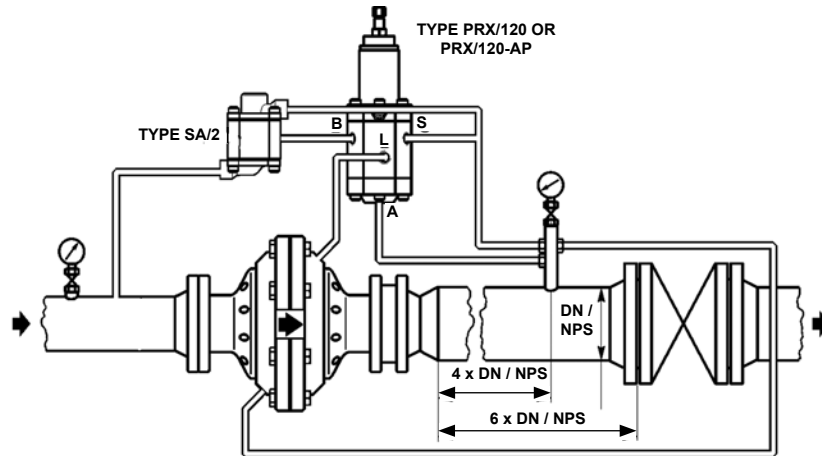 TYPE PRX/120 OR
PRX/120-AP
TYPE SA/2
B
S
L
A
DN /
NPS
4 x DN / NPS
6 x DN / NPS